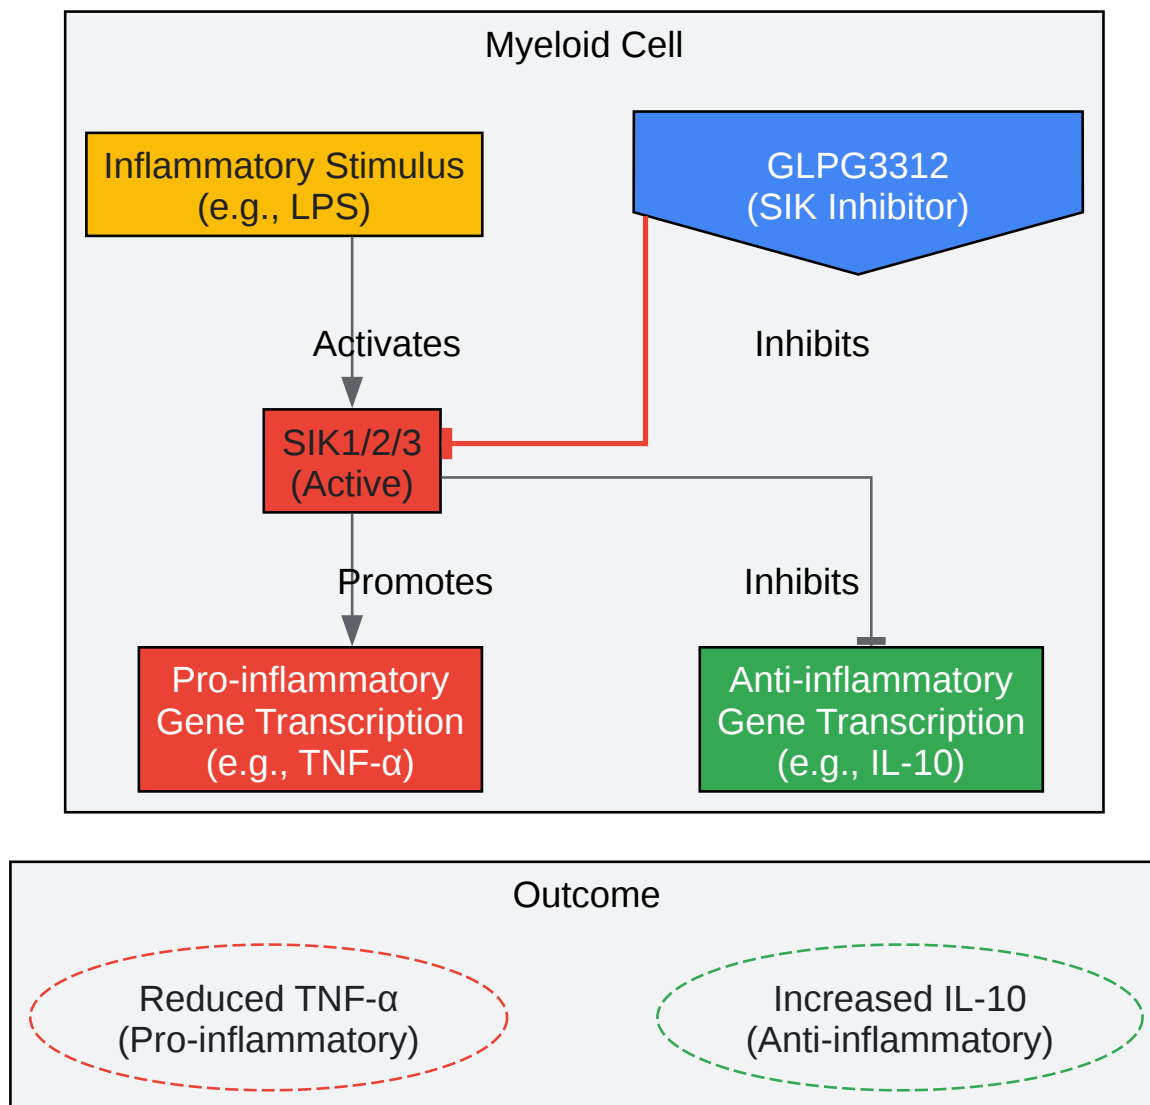 Myeloid Cell
Inflammatory Stimulus
(e.g., LPS)
GLPG3312
(SIK Inhibitor)
Activates
Inhibits
SIK1/2/3
(Active)
Promotes
Inhibits
Pro-inflammatory
Gene Transcription
(e.g., TNF-α)
Anti-inflammatory
Gene Transcription
(e.g., IL-10)
Outcome
Reduced TNF-α
(Pro-inflammatory)
Increased IL-10
(Anti-inflammatory)